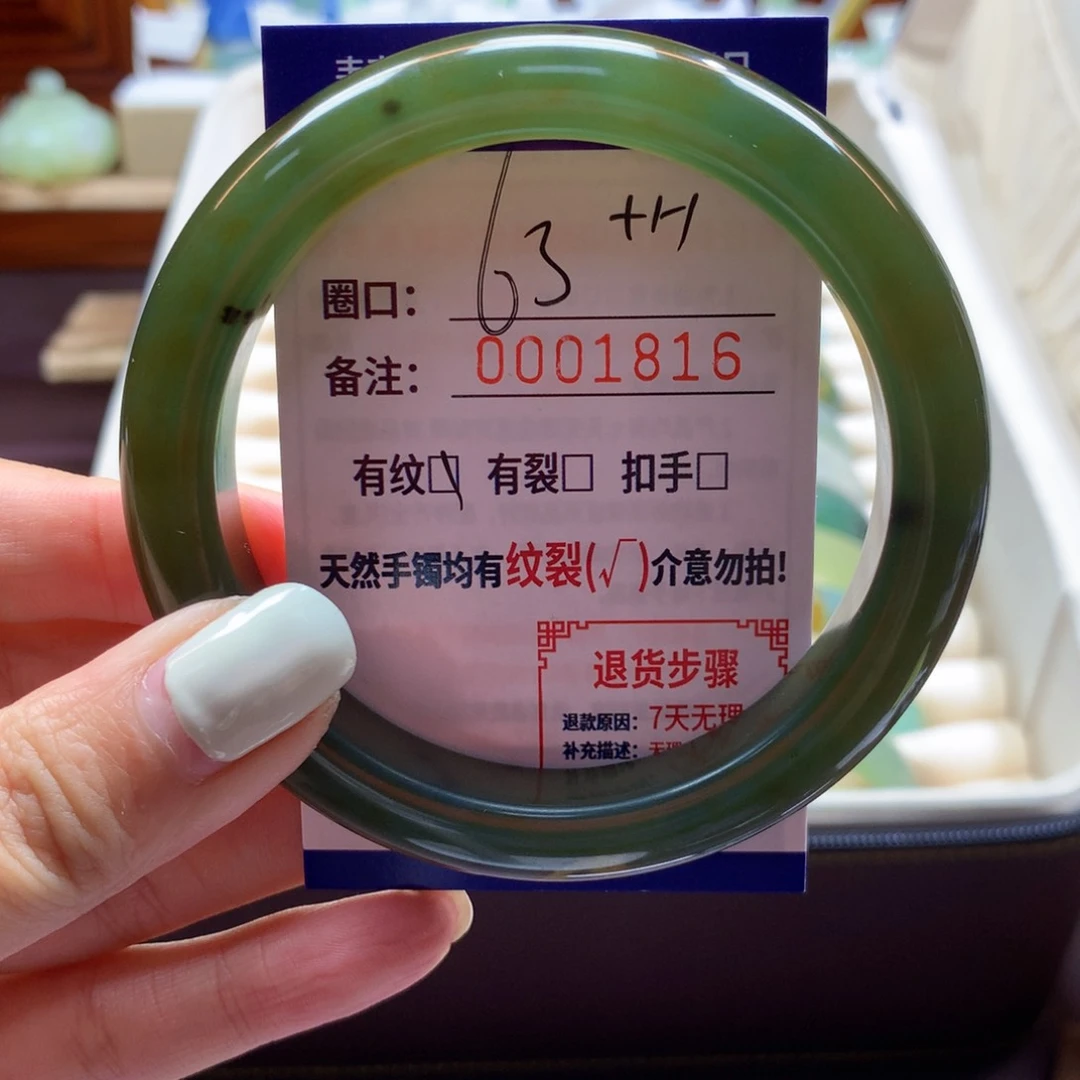 圈口： 63 +H
备注： 0001816
有纹☑ 有裂□ 扣手□
天然手镯均有纹裂(√)介意勿拍!
退货步骤
退款原因：7天无理
补充描述：无理